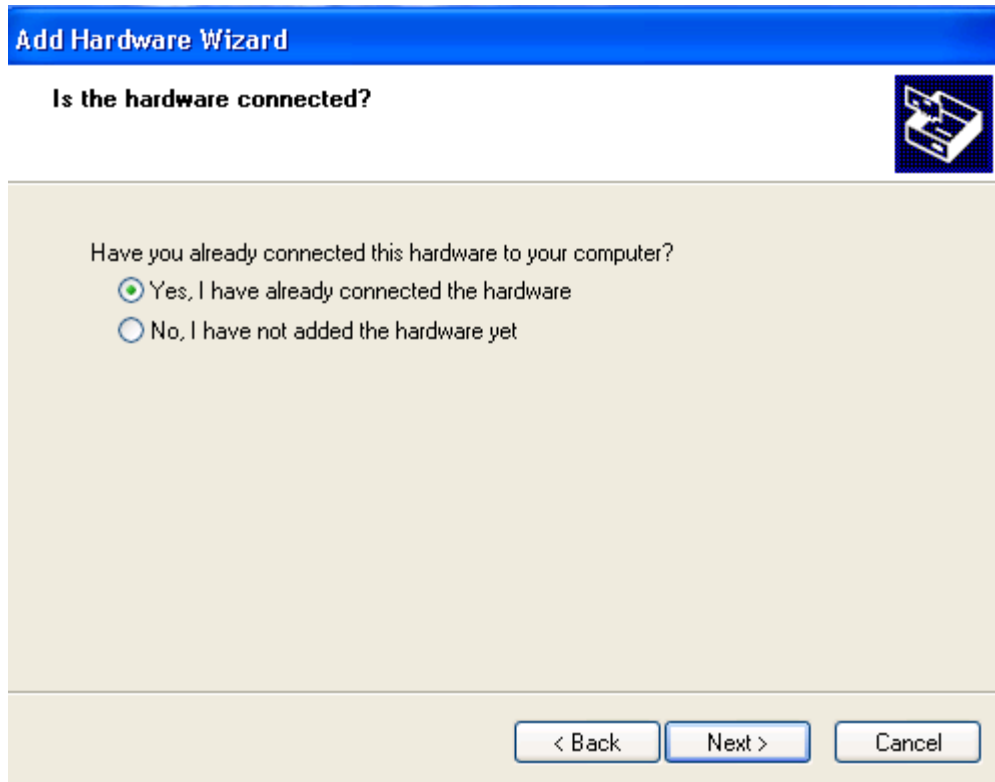 Add Hardware Wizard
Is the hardware connected?
Have you already connected this hardware to your computer?
Yes, I have already connected the hardware
No, I have not added the hardware yet
< Back Next > Cancel